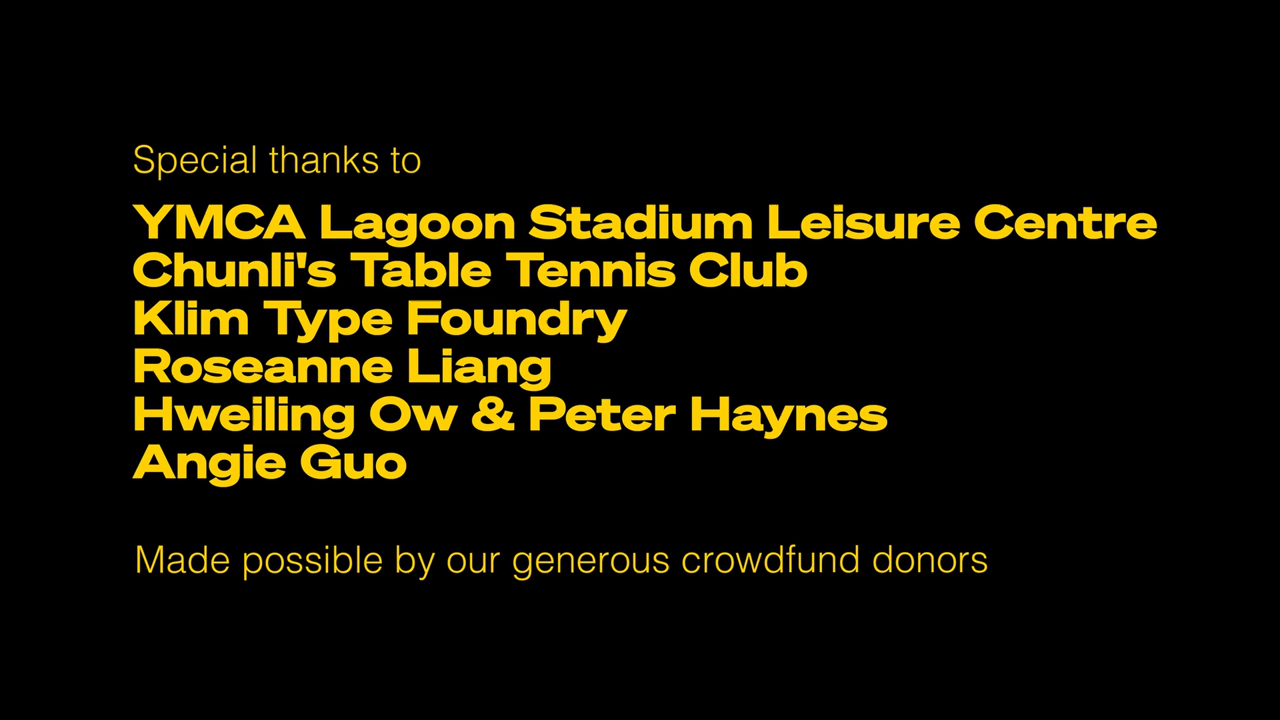 Special thanks to
YMCA Lagoon Stadium Leisure Centre
Chunli's Table Tennis Club
Klim Type Foundry
Roseanne Liang
Hweiling Ow & Peter Haynes
Angie Guo
Made possible by our generous crowdfund donors